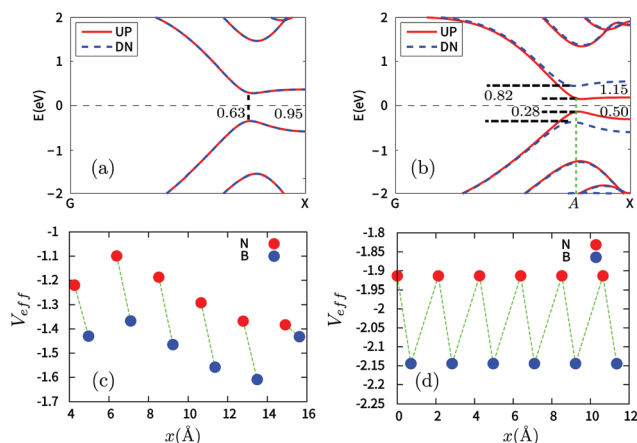 2
1
0
-1
-2
E(eV)
UP
DN
0.63
0.95
(a)
G
X
2
1
0
-1
-2
E(eV)
UP
DN
0.82
1.15
0.28
0.50
(b)
G
A
X
-1
-1.1
-1.2
-1.3
-1.4
-1.5
-1.6
-1.7
Veff
N
B
(c)
4
6
8
10
12
14
16
x(Å)
-1.8
-1.85
-1.9
-1.95
-2
-2.05
-2.1
-2.15
-2.2
-2.25
Veff
N
B
(d)
0
2
4
6
8
10
12
x(Å)